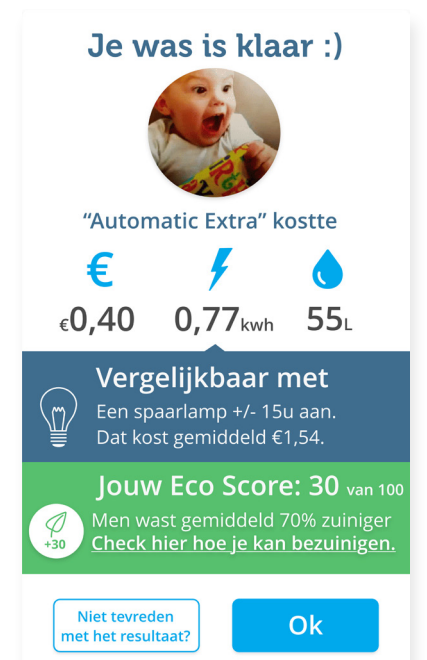 Je was is klaar :)
“Automatic Extra” kostte
€
€0,40 0,77kwh 55L
Vergelijkbaar met
Een spaarlamp +/- 15u aan.
Dat kost gemiddeld €1,54.
Jouw Eco Score: 30 van 100
Men wast gemiddeld 70% zuiniger
+30
Check hier hoe je kan bezuinigen.
Niet tevreden
met het resultaat?
Ok